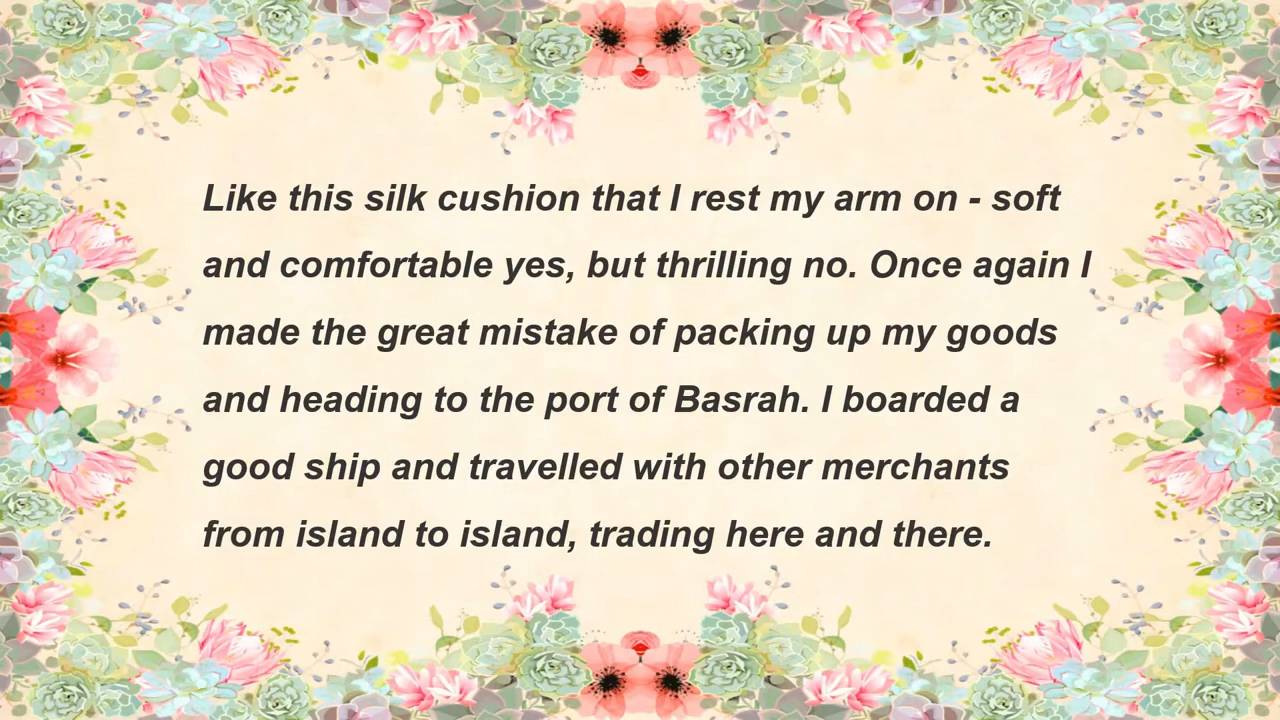 Like this silk cushion that I rest my arm on - soft
and comfortable yes, but thrilling no. Once again I
made the great mistake of packing up my goods
and heading to the port of Basrah. I boarded a
good ship and travelled with other merchants
from island to island, trading here and there.